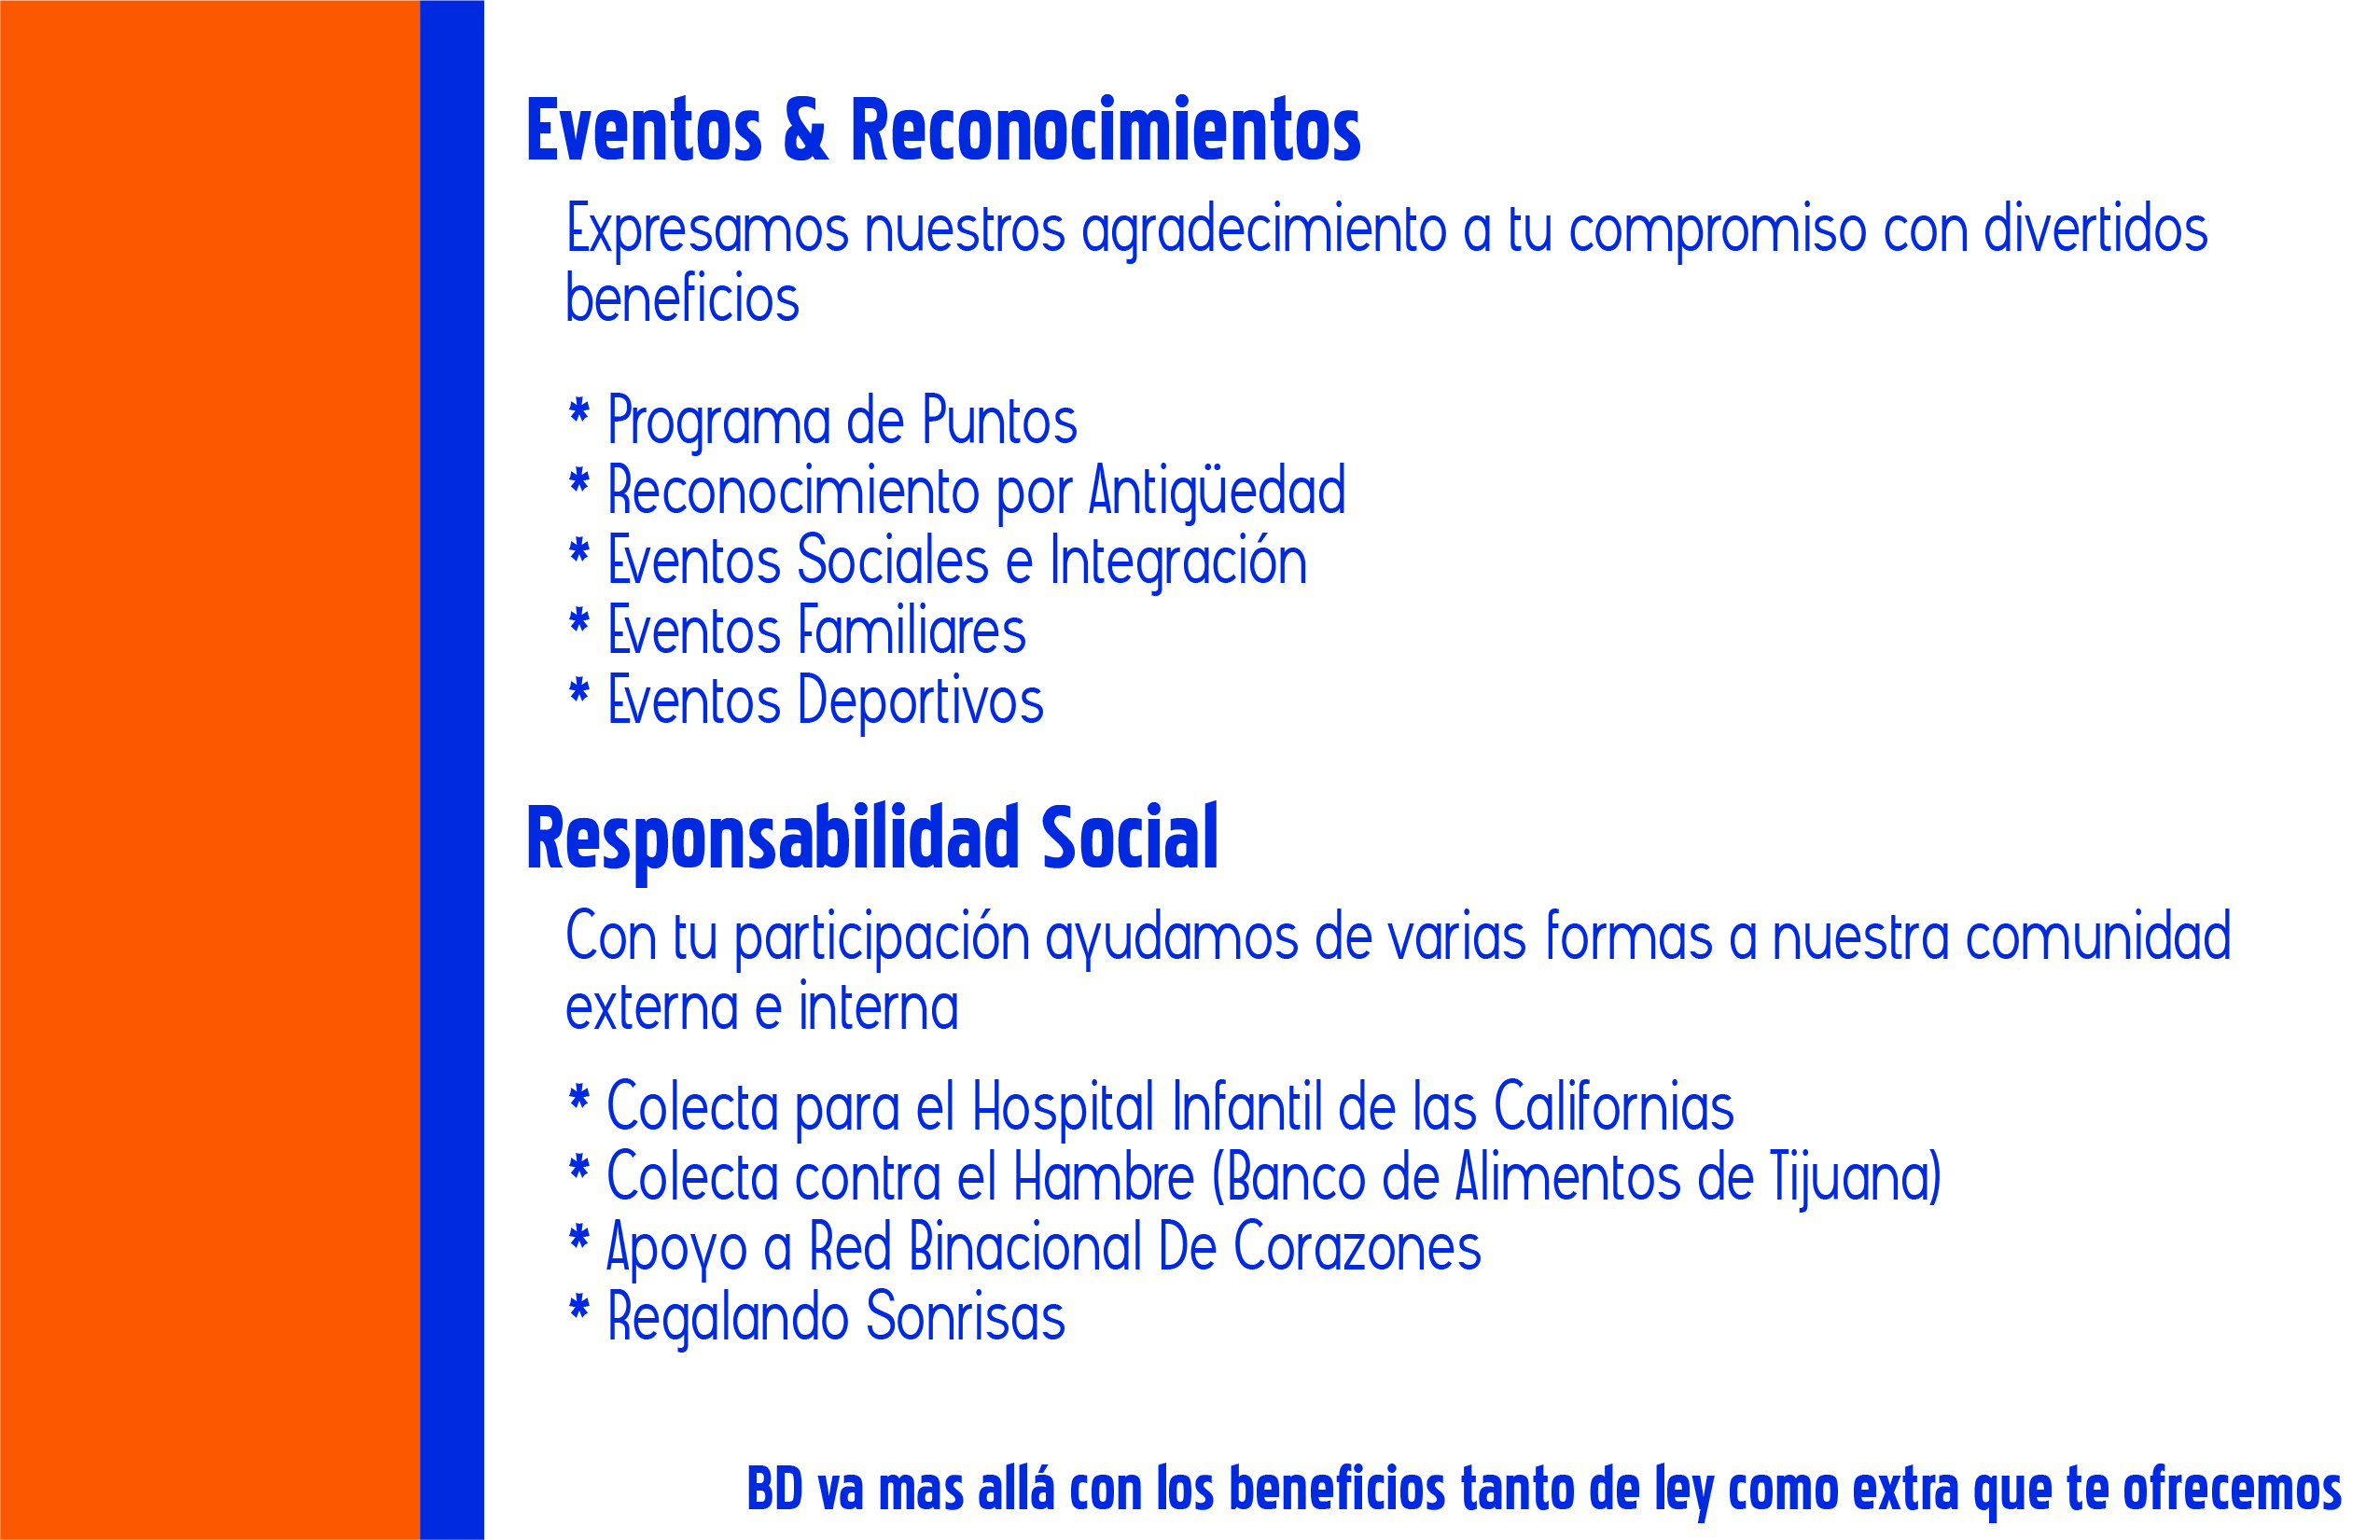 Eventos & Reconocimientos
Expresamos nuestros agradecimiento a tu compromiso con divertidos
beneficios
* Programa de Puntos
* Reconocimiento por Antigüedad
* Eventos Sociales e Integración
* Eventos Familiares
* Eventos Deportivos
Responsabilidad Social
Con tu participación ayudamos de varias formas a nuestra comunidad
externa e interna
* Colecta para el Hospital Infantil de las Californias
* Colecta contra el Hambre (Banco de Alimentos de Tijuana)
* Apoyo a Red Binacional De Corazones
* Regalando Sonrisas
BD va mas allá con los beneficios tanto de ley como extra que te ofrecemos